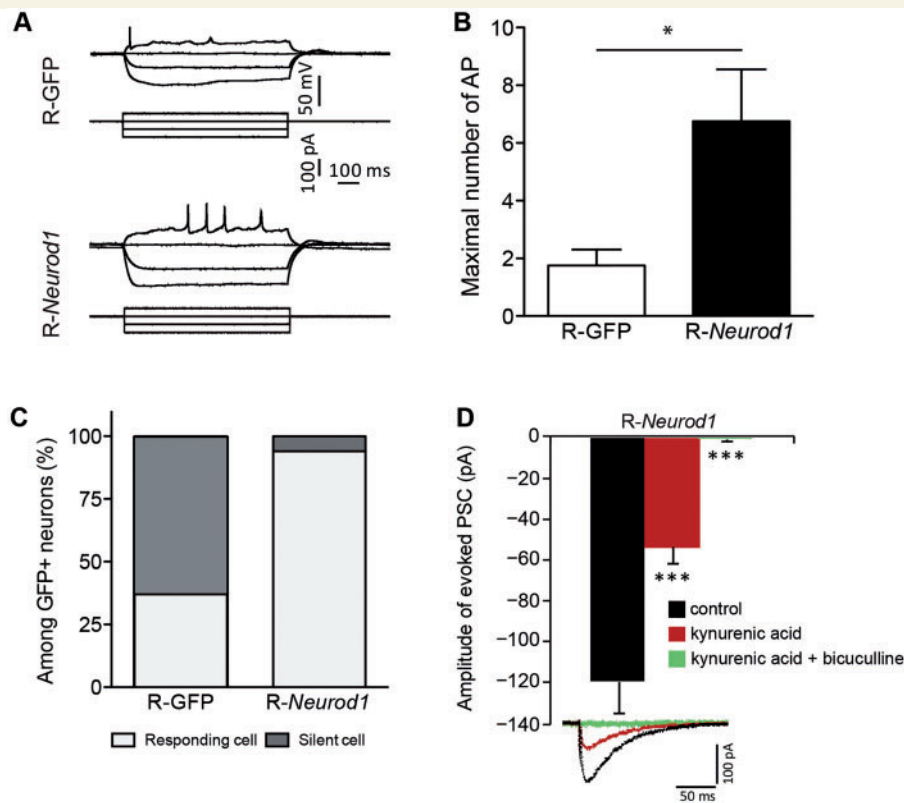 A
R-GFP
50 mV
100 pA
100 ms
R-Neurod1
B
Maximal number of AP
10
8
6
4
2
0
*
R-GFP
R-Neurod1
C
Among GFP+ neurons (%)
100
75
50
25
0
R-GFP
R-Neurod1
Responding cell
Silent cell
D
R-Neurod1
Amplitude of evoked PSC (pA)
0
−20
−40
−60
−80
−100
−120
−140
***
***
control
kynurenic acid
kynurenic acid + bicuculline
100 pA
50 ms